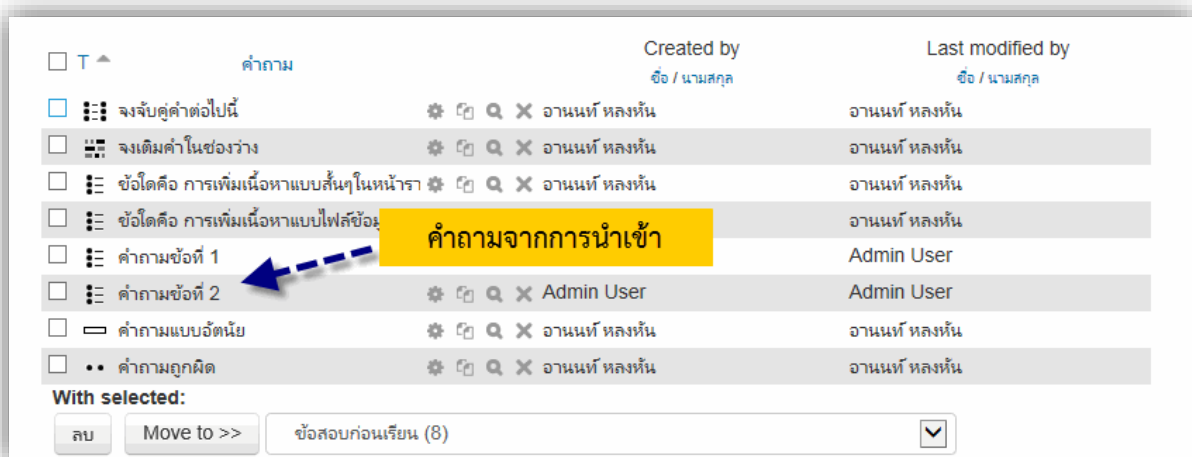 Created by Last modified by
T คำถาม ชื่อ / นามสกุล ชื่อ / นามสกุล
จงจับคู่คำต่อไปนี้ อานนท์ หลงหัน อานนท์ หลงหัน
จงเติมคำในช่องว่าง อานนท์ หลงหัน อานนท์ หลงหัน
ข้อใดคือ การเพิ่มเนื้อหาแบบสั้นๆในหน้ารา อานนท์ หลงหัน อานนท์ หลงหัน
ข้อใดคือ การเพิ่มเนื้อหาแบบไฟล์ข้อมู อานนท์ หลงหัน
คำถามจากการนำเข้า
คำถามข้อที่ 1 Admin User
คำถามข้อที่ 2 Admin User Admin User
คำถามแบบอัตนัย อานนท์ หลงหัน อานนท์ หลงหัน
คำถามถูกผิด อานนท์ หลงหัน อานนท์ หลงหัน
With selected:
ลบ Move to >> ข้อสอบก่อนเรียน (8)